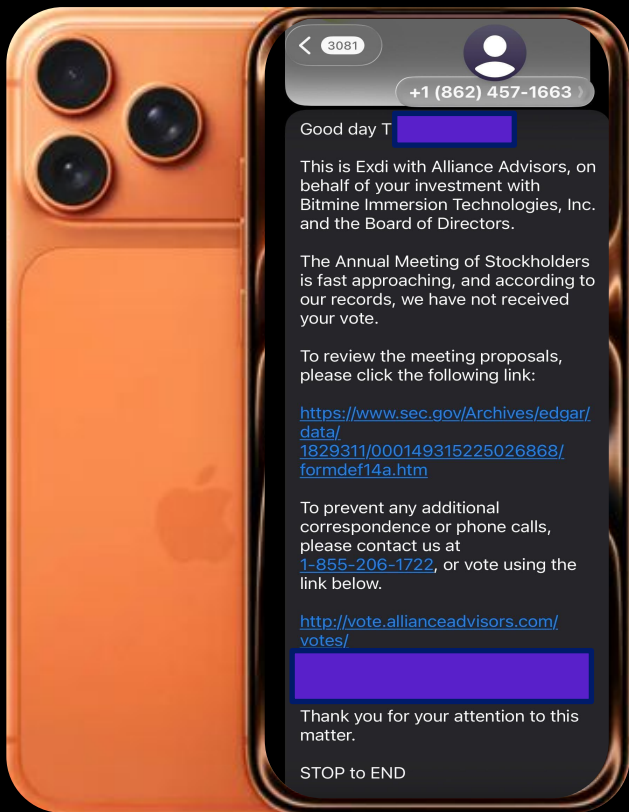 3081
+1 (862) 457-1663
Good day T
This is Exdi with Alliance Advisors, on
behalf of your investment with
Bitmine Immersion Technologies, Inc.
and the Board of Directors.
The Annual Meeting of Stockholders
is fast approaching, and according to
our records, we have not received
your vote.
To review the meeting proposals,
please click the following link:
https://www.sec.gov/Archives/edgar/
data/
1829311/000149315225026868/
formdef14a.htm
To prevent any additional
correspondence or phone calls,
please contact us at
1-855-206-1722, or vote using the
link below.
http://vote.allianceadvisors.com/
votes/
Thank you for your attention to this
matter.
STOP to END